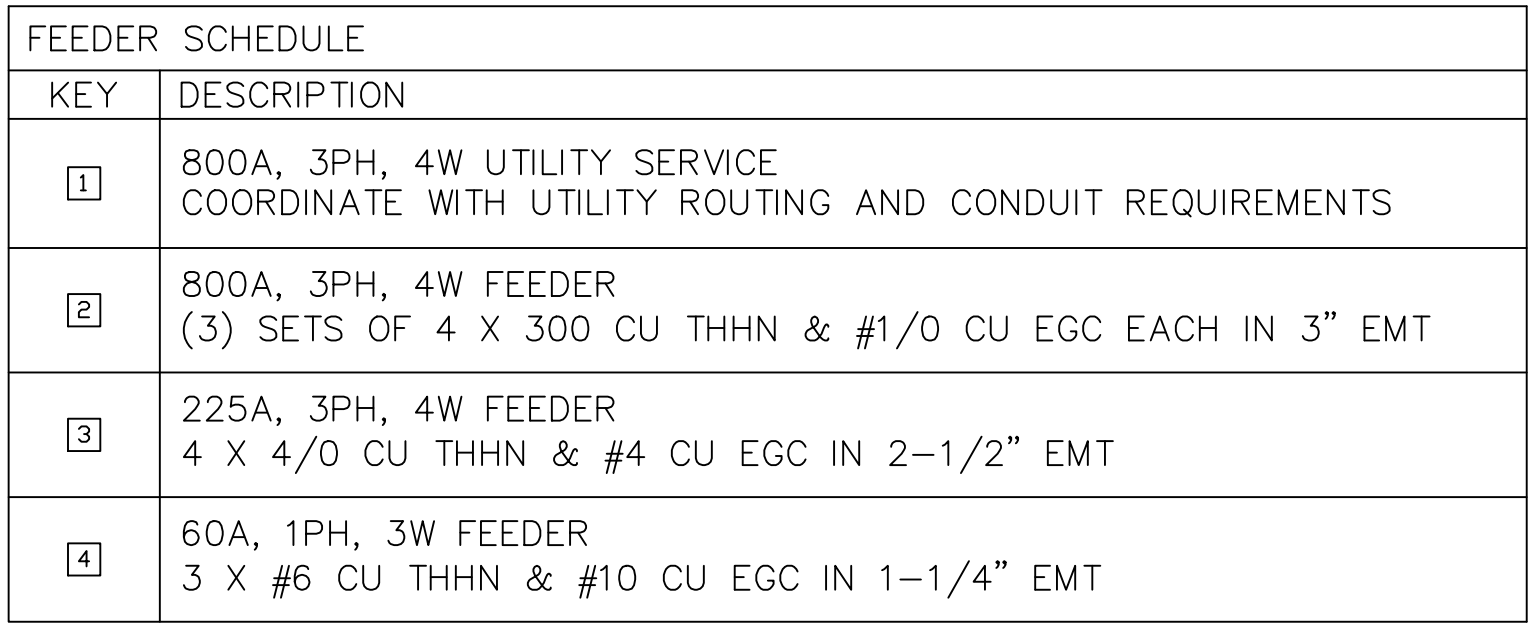 FEEDER SCHEDULE
KEY DESCRIPTION
1
800A, 3PH, 4W UTILITY SERVICE
COORDINATE WITH UTILITY ROUTING AND CONDUIT REQUIREMENTS
2
800A, 3PH, 4W FEEDER
(3) SETS OF 4 X 300 CU THHN & #1/0 CU EGC EACH IN 3” EMT
3
225A, 3PH, 4W FEEDER
4 X 4/0 CU THHN & #4 CU EGC IN 2-1/2” EMT
4
60A, 1PH, 3W FEEDER
3 X #6 CU THHN & #10 CU EGC IN 1-1/4” EMT